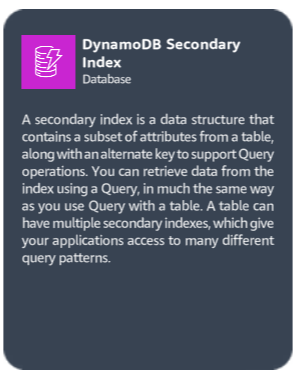 DynamoDB Secondary
Index
Database
A secondary index is a data structure that
contains a subset of attributes from a table,
along with an alternate key to support Query
operations. You can retrieve data from the
index using a Query, in much the same way
as you use Query with a table. A table can
have multiple secondary indexes, which give
your applications access to many different
query patterns.